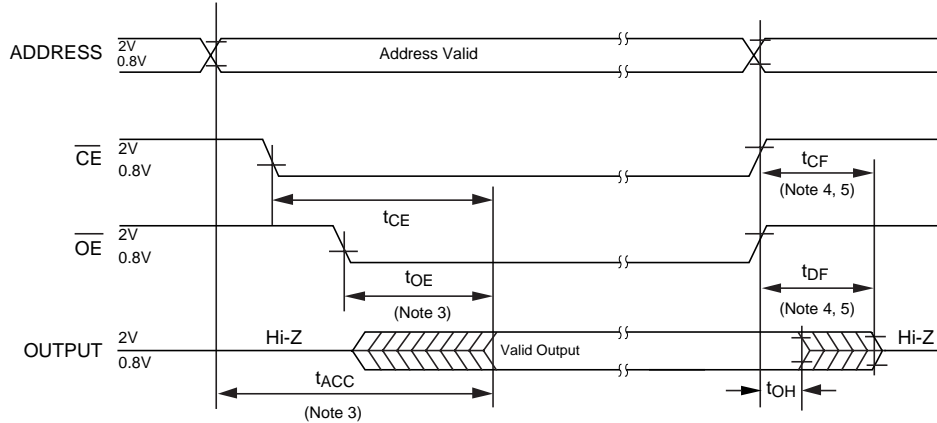 ADDRESS 2V 0.8V Address Valid
CE 2V 0.8V
tCF
(Note 4, 5)
tCE
OE 2V 0.8V
tOE
(Note 3)
tDF
(Note 4, 5)
OUTPUT 2V 0.8V Hi-Z Valid Output Hi-Z
tACC
(Note 3)
tOH